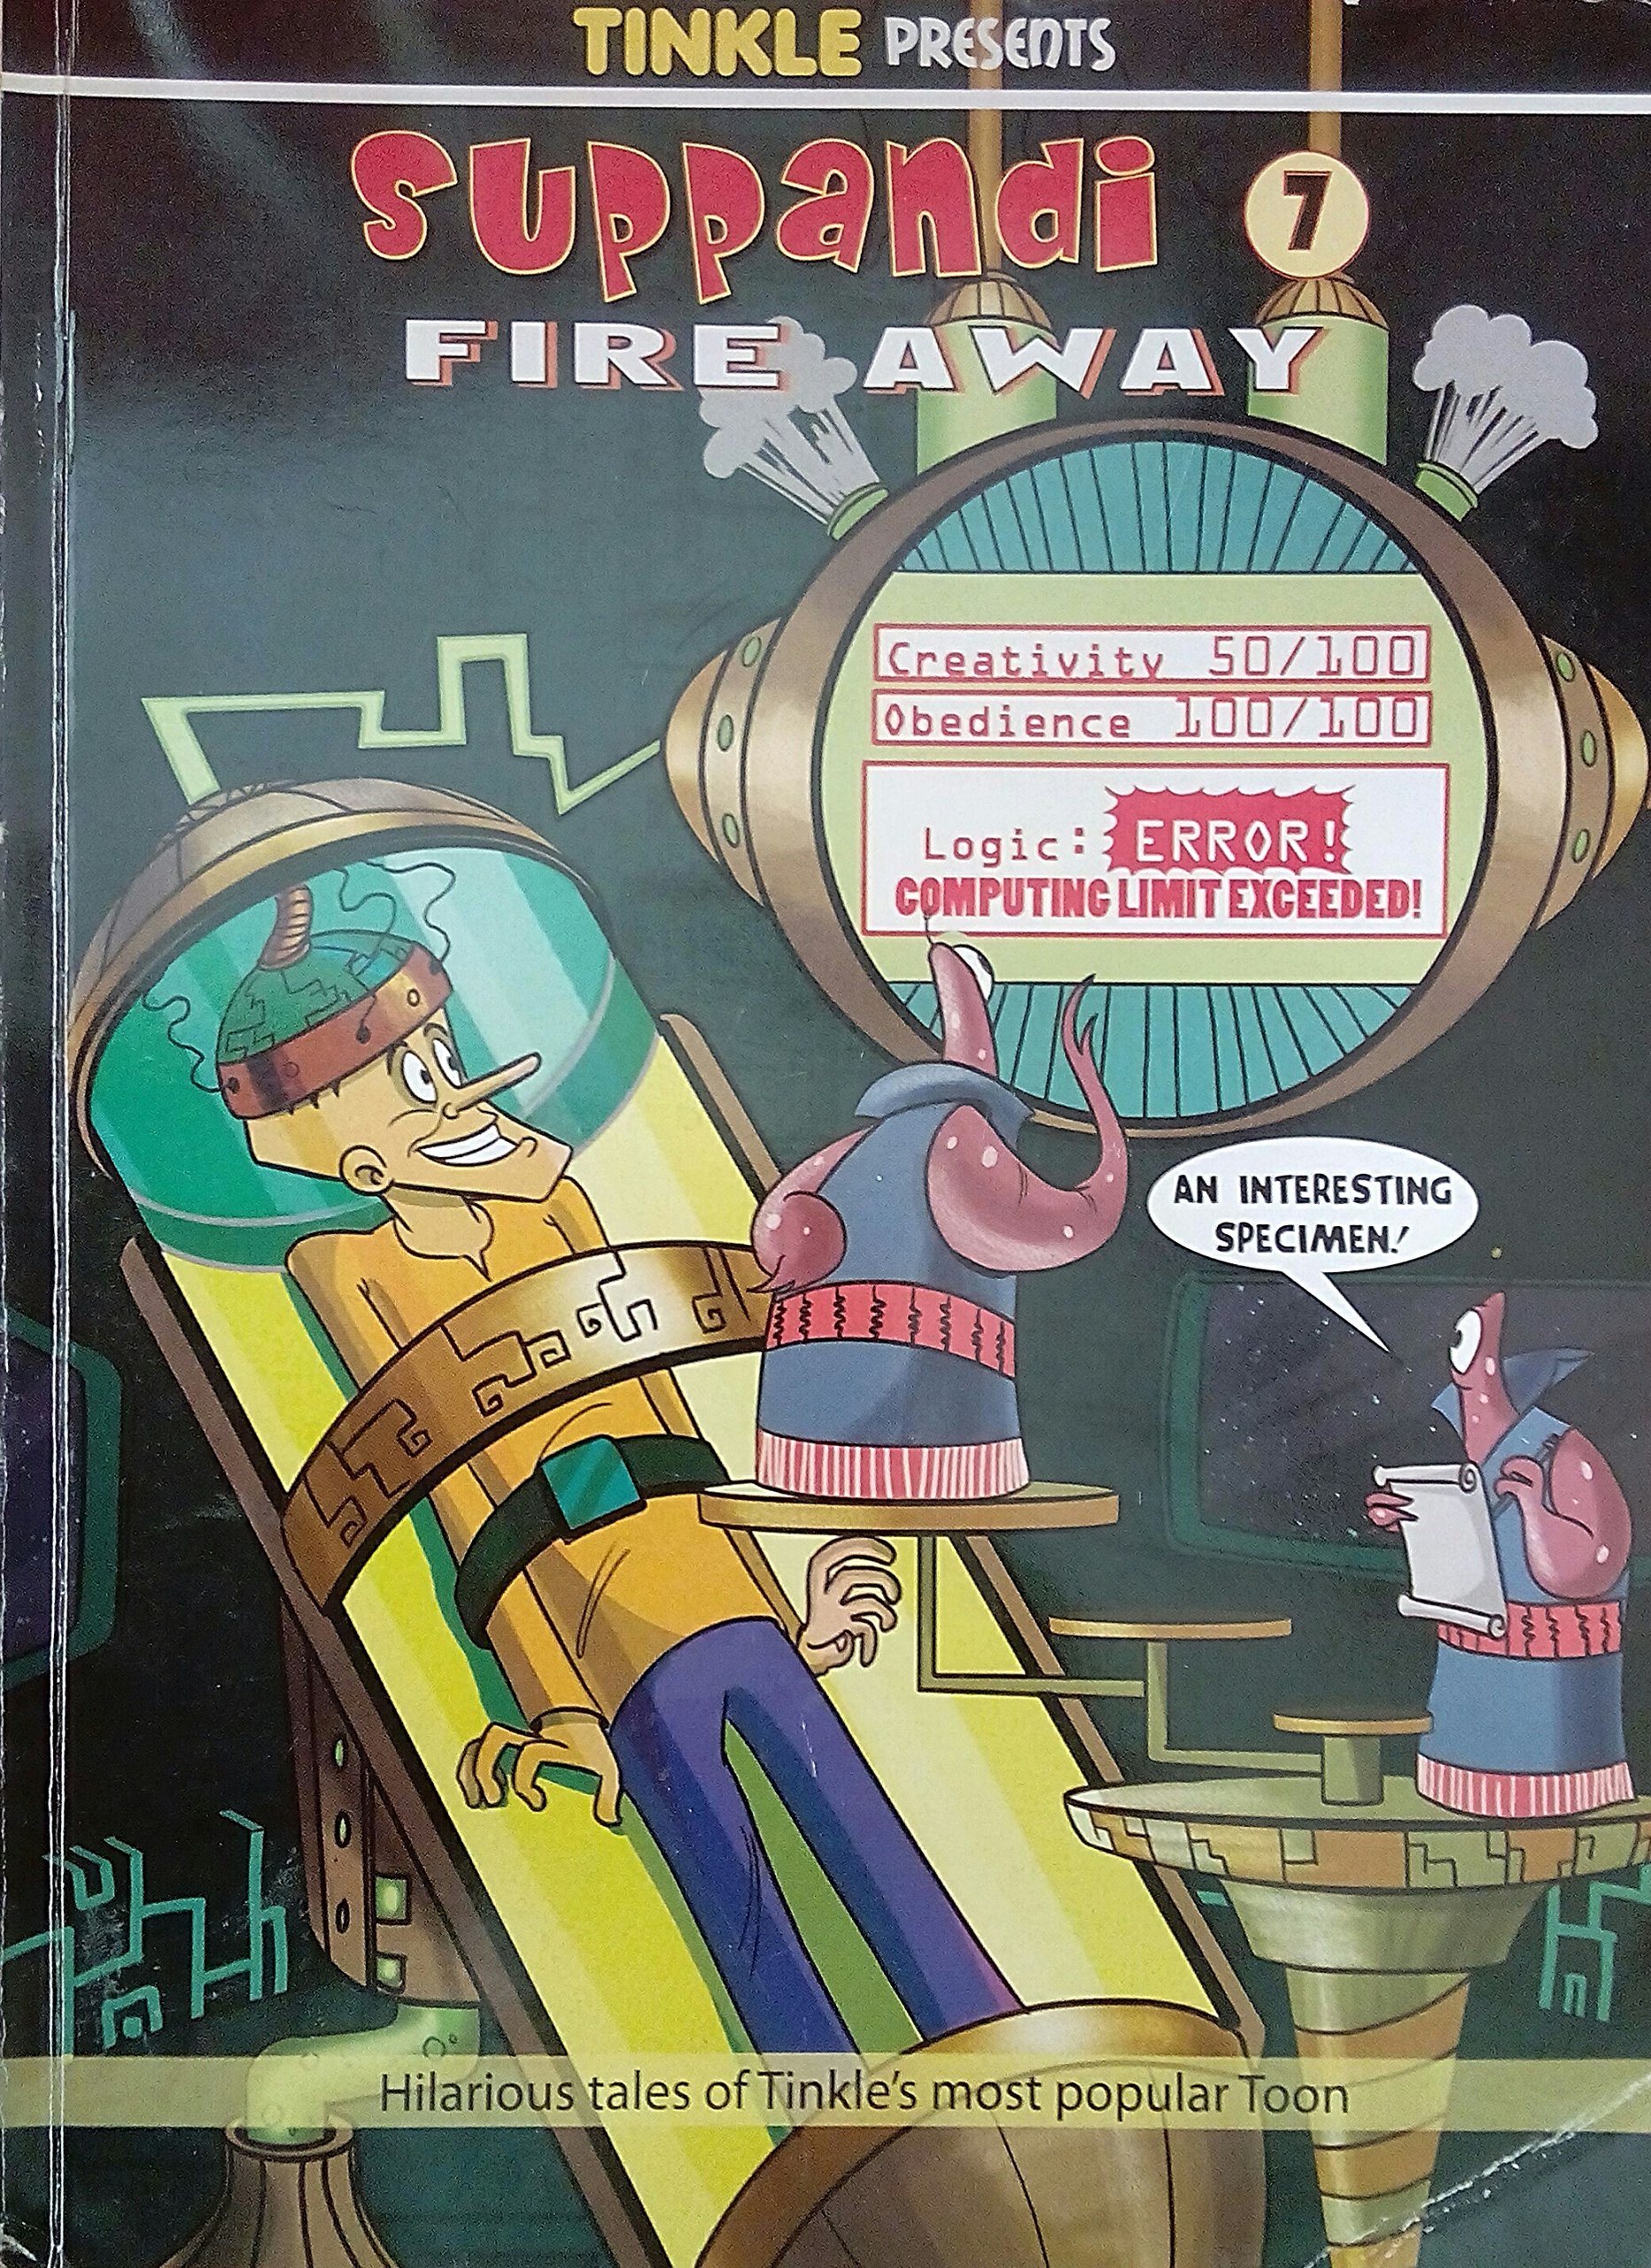 TINKLE PRESENTS
suppandi 7
FIRE AWAY
Creativity 50/100
Obedience 100/100
Logic: ERROR!
COMPUTING LIMIT EXCEEDED!
AN INTERESTING
SPECIMEN!
Hilarious tales of Tinkle's most popular Toon